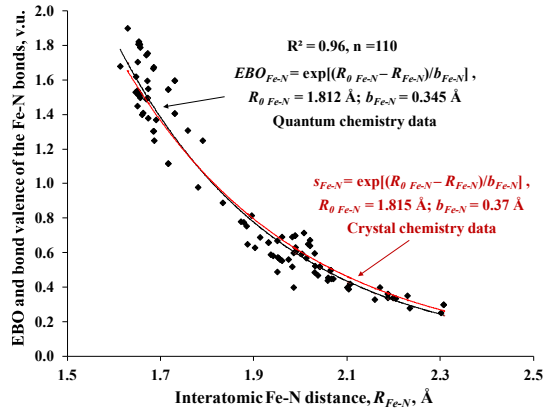 EBO and bond valence of the Fe-N bonds, v.u.
2.0
1.8
1.6
1.4
1.2
1.0
0.8
0.6
0.4
0.2
0.0
R² = 0.96, n =110
EBO_Fe-N = exp[(R_0 Fe-N – R_Fe-N)/b_Fe-N] ,
R_0 Fe-N = 1.812 Å; b_Fe-N = 0.345 Å
Quantum chemistry data
s_Fe-N = exp[(R_0 Fe-N – R_Fe-N)/b_Fe-N] ,
R_0 Fe-N = 1.815 Å; b_Fe-N = 0.37 Å
Crystal chemistry data
1.5 1.7 1.9 2.1 2.3 2.5
Interatomic Fe-N distance, R_Fe-N, Å